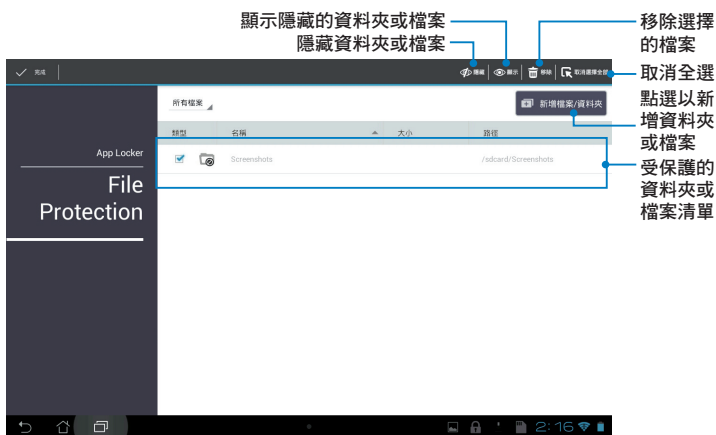 顯示隱藏的資料夾或檔案
隱藏資料夾或檔案
移除選擇
的檔案
取消全選
點選以新
增資料夾
或檔案
受保護的
資料夾或
檔案清單
完成
隱藏
顯示
移除
取消選擇全部
所有檔案
新增檔案/資料夾
類型
名稱
大小
路徑
Screenshots
/sdcard/Screenshots
App Locker
File
Protection
2:16